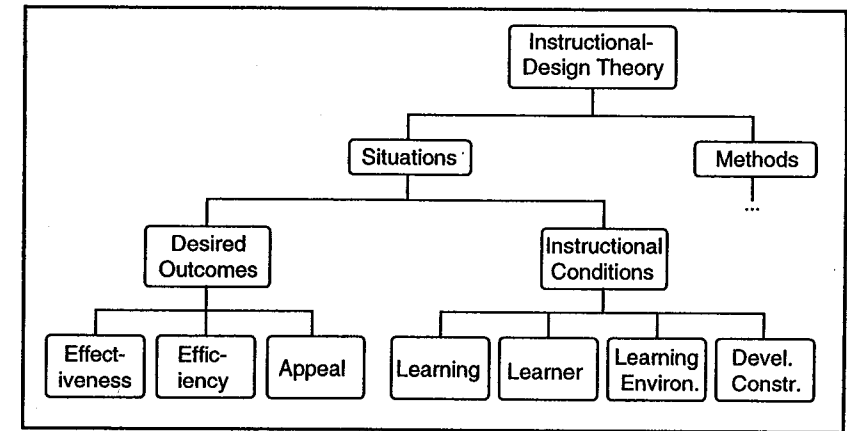 Instructional-
Design Theory
Situations
Methods
...
Desired
Outcomes
Instructional
Conditions
Effect-
iveness
Effic-
iency
Appeal
Learning
Learner
Learning
Environ.
Devel.
Constr.